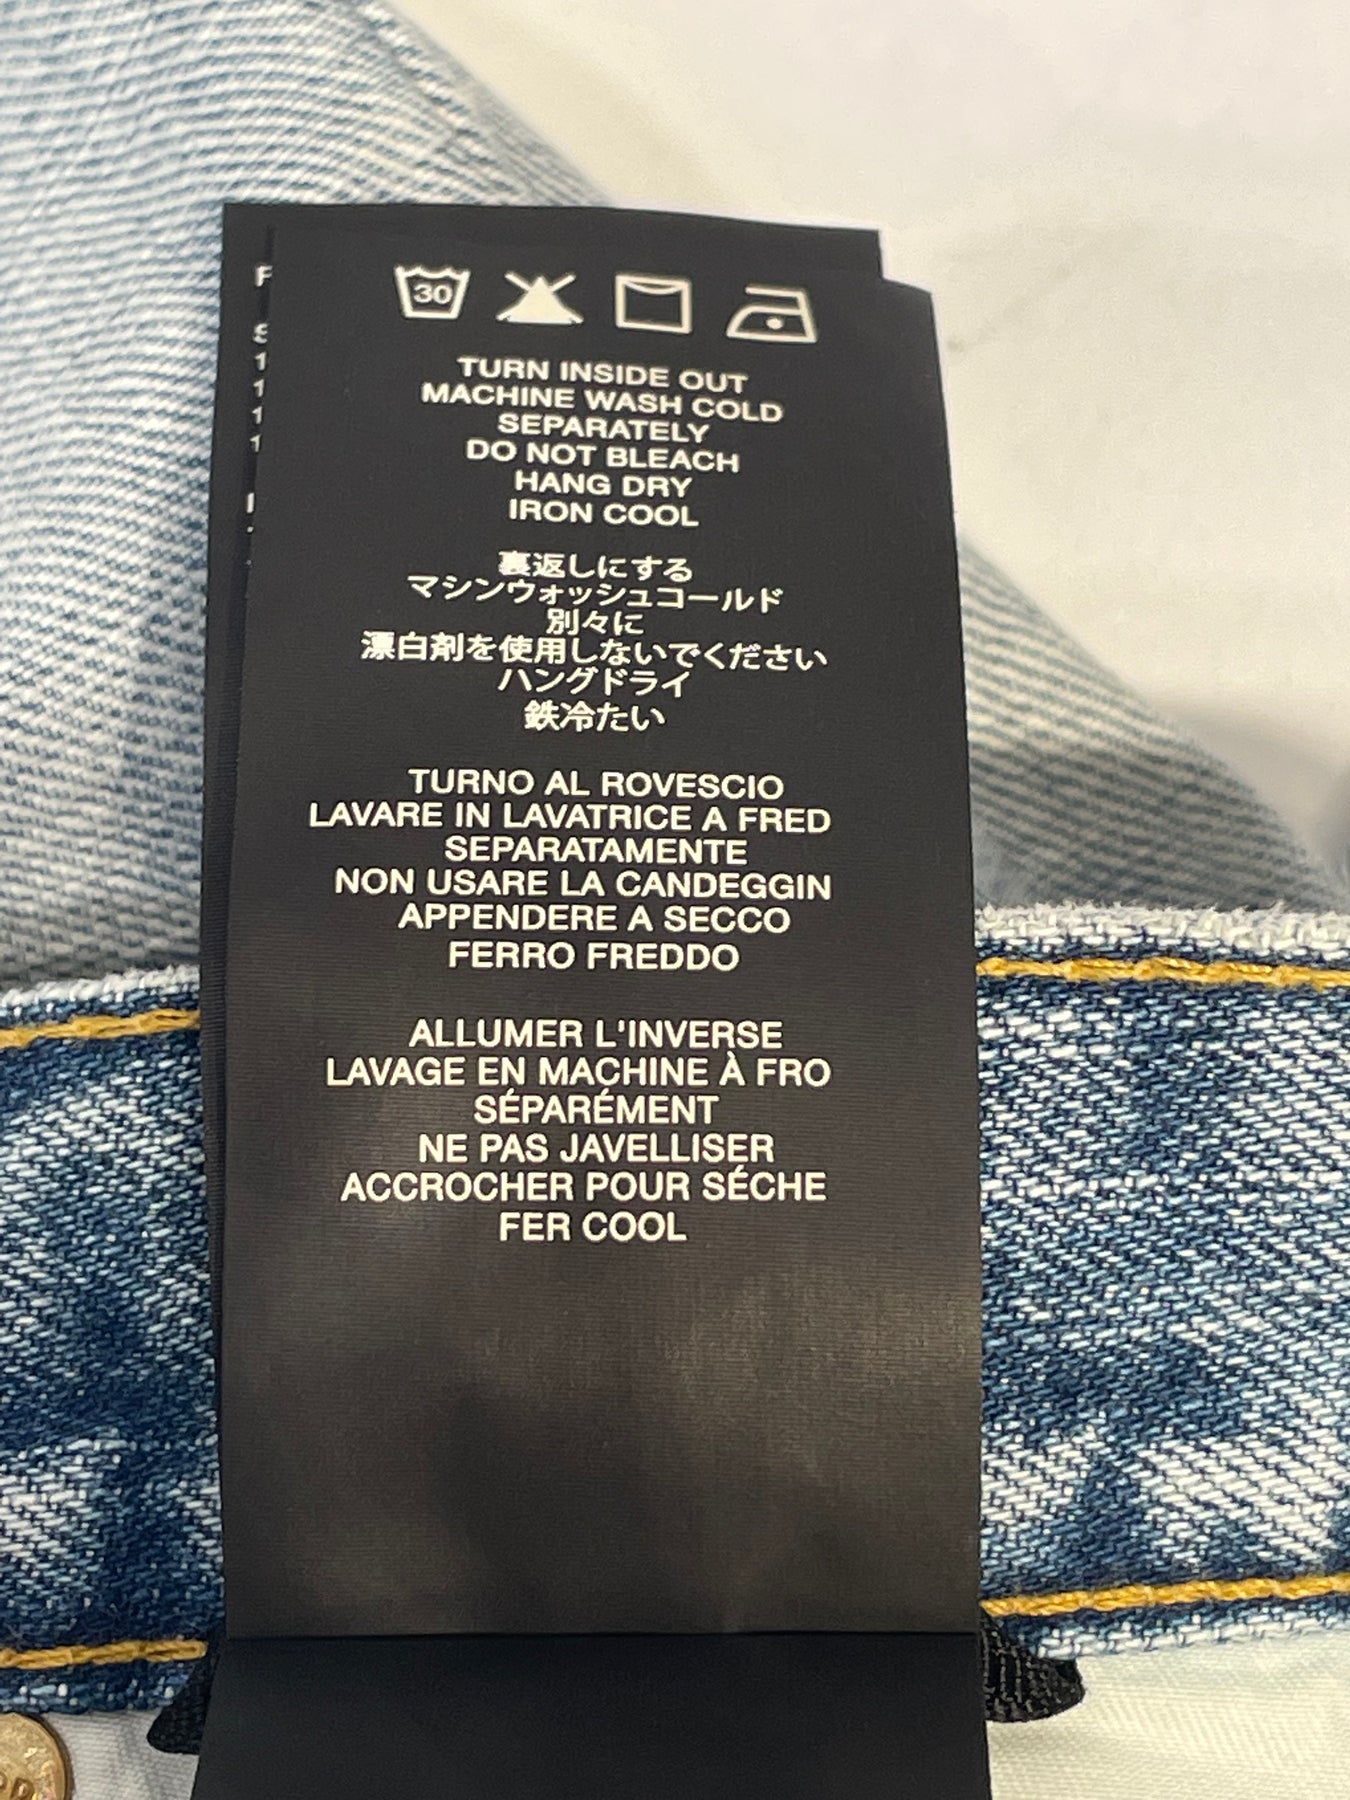 30
TURN INSIDE OUT
MACHINE WASH COLD
SEPARATELY
DO NOT BLEACH
HANG DRY
IRON COOL
裏返しにする
マシンウォッシュコールド
別々に
漂白剤を使用しないでください
ハングドライ
鉄冷たい
TURNO AL ROVESCIO
LAVARE IN LAVATRICE A FRED
SEPARATAMENTE
NON USARE LA CANDEGGIN
APPENDERE A SECCO
FERRO FREDDO
ALLUMER L'INVERSE
LAVAGE EN MACHINE À FRO
SÉPARÉMENT
NE PAS JAVELLISER
ACCROCHER POUR SÉCHE
FER COOL